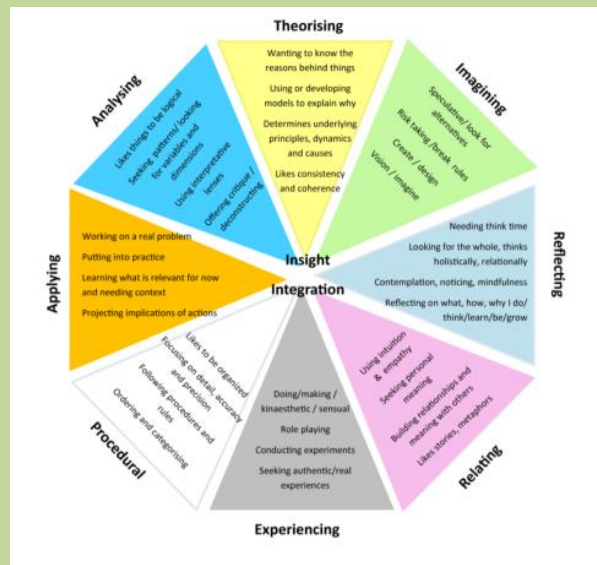 Theorising
Wanting to know the
reasons behind things
Using or developing
models to explain why
Determines underlying
principles, dynamics
and causes
Likes consistency
and coherence
Imagining
Speculative/ look for
alternatives
Risk taking /break rules
Create / design
Vision / imagine
Reflecting
Needing think time
Looking for the whole, thinks
holistically, relationally
Contemplation, noticing, mindfulness
Reflecting on what, how, why I do/
think/learn/be/grow
Relating
Using intuition
& empathy
Seeking personal
meaning
Building relationships and
meaning with others
Likes stories, metaphors
Experiencing
Doing/making /
kinaesthetic / sensual
Role playing
Conducting experiments
Seeking authentic/real
experiences
Procedural
Likes to be organized
Focusing on detail, accuracy
and precision
Following procedures and
rules
Ordering and categorising
Applying
Working on a real problem
Putting into practice
Learning what is relevant for now
and needing context
Projecting implications of actions
Analysing
Likes things to be logical
Seeking patterns/looking
for variables and
dimensions
Using interpretative
lenses
Offering critique /
deconstructing
Insight
Integration